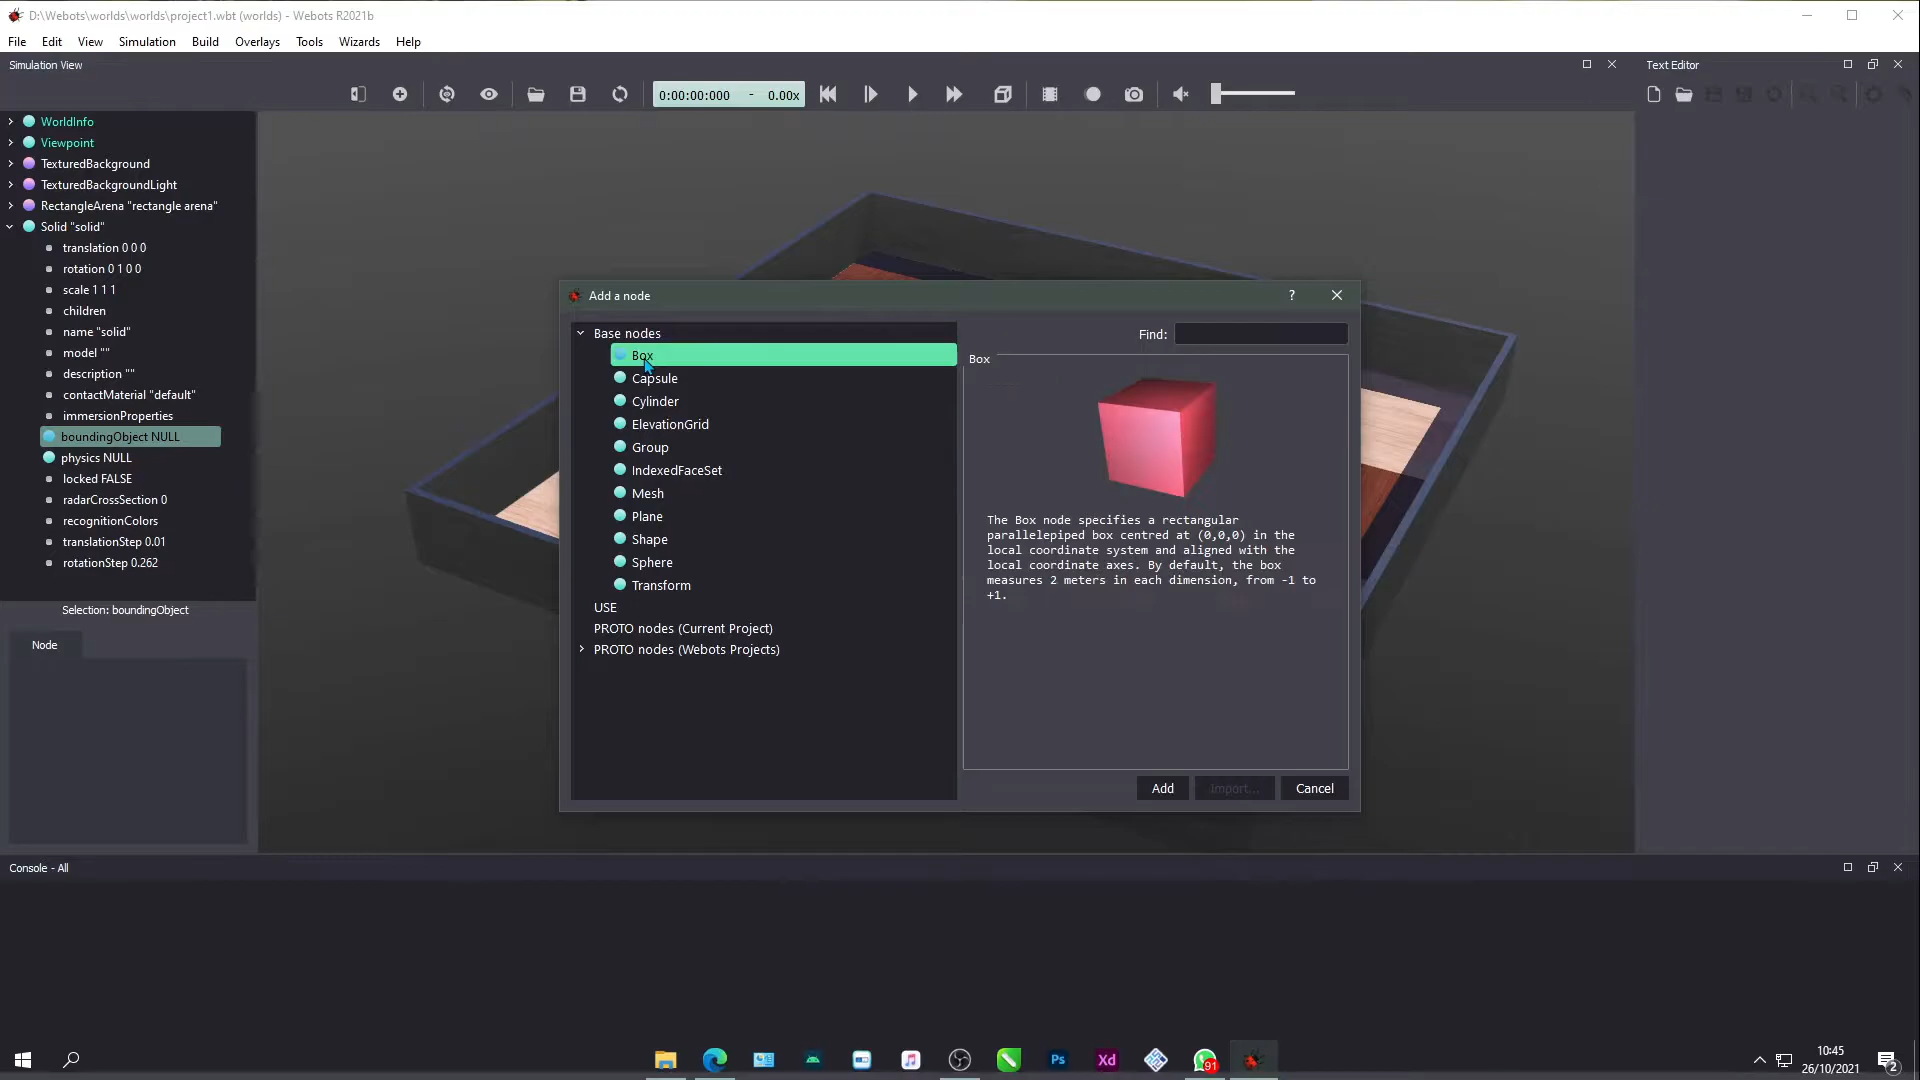 D:\Webots\worlds\worlds\project1.wbt (worlds) - Webots R2021b
File Edit View Simulation Build Overlays Tools Wizards Help
Simulation View
Text Editor
0:00:00:000 - 0.00x
WorldInfo
Viewpoint
TexturedBackground
TexturedBackgroundLight
RectangleArena "rectangle arena"
Solid "solid"
translation 0 0 0
rotation 0 1 0 0
scale 1 1 1
children
name "solid"
model ""
description ""
contactMaterial "default"
immersionProperties
boundingObject NULL
physics NULL
locked FALSE
radarCrossSection 0
recognitionColors
translationStep 0.01
rotationStep 0.262
Selection: boundingObject
Node
Add a node
?
Base nodes
Box
Capsule
Cylinder
ElevationGrid
Group
IndexedFaceSet
Mesh
Plane
Shape
Sphere
Transform
USE
PROTO nodes (Current Project)
PROTO nodes (Webots Projects)
Find:
Box
The Box node specifies a rectangular
parallelepiped box centred at (0,0,0) in the
local coordinate system and aligned with the
local coordinate axes. By default, the box
measures 2 meters in each dimension, from -1 to
+1.
Add Import... Cancel
Console - All
Ps
Xd
91
10:45
26/10/2021
2